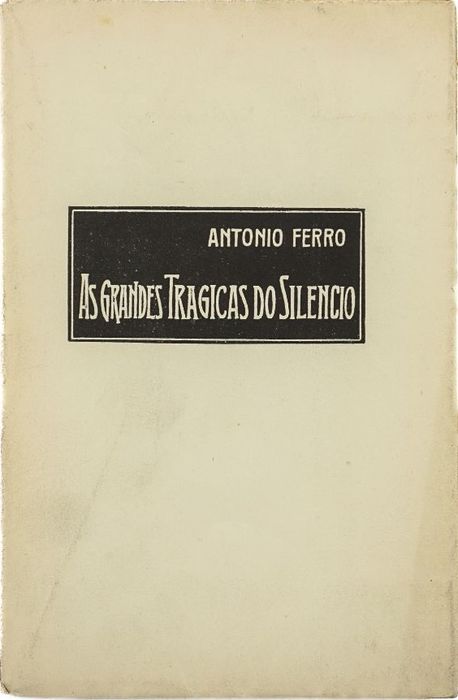 ANTONIO FERRO
AS GRANDES TRAGICAS DO SILENCIO